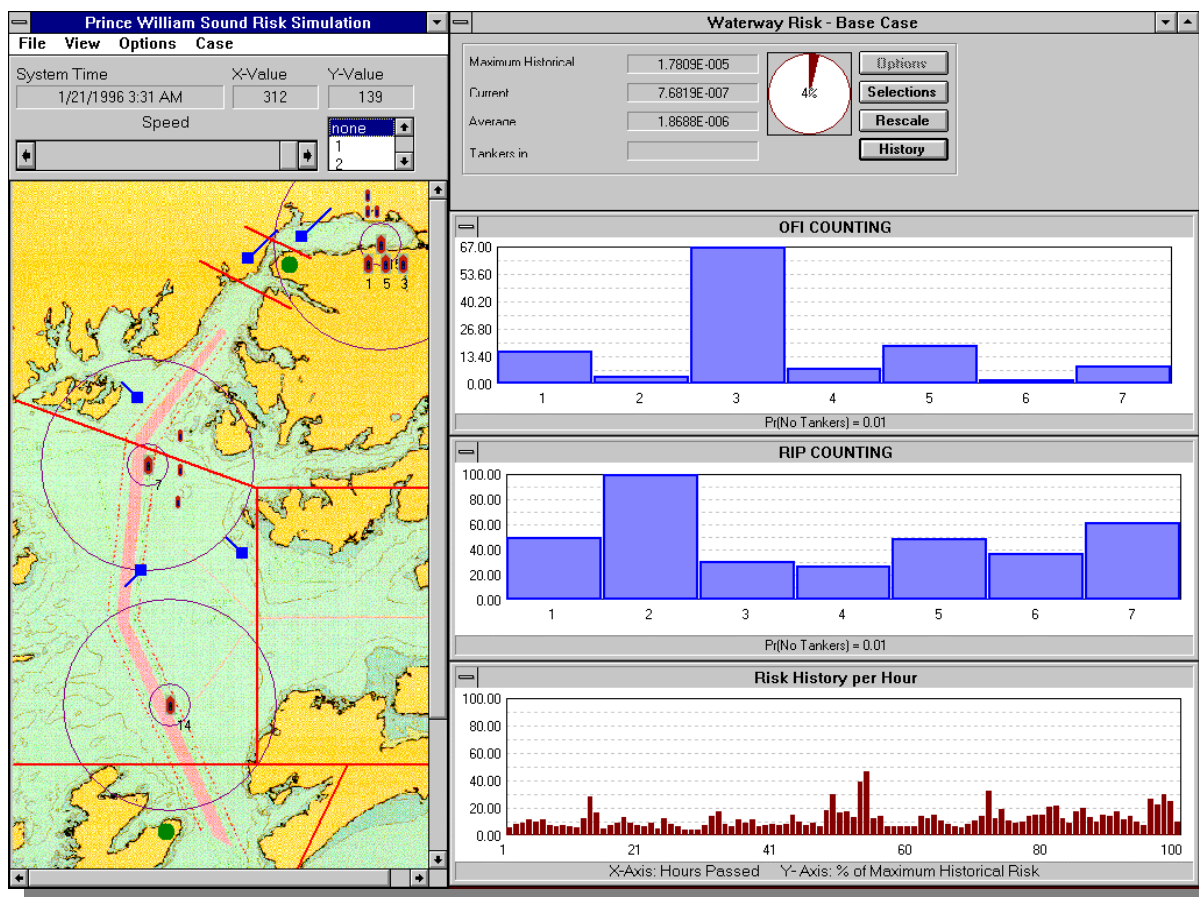 Prince William Sound Risk Simulation
File View Options Case
System Time X-Value Y-Value
1/21/1996 3:31 AM 312 139
Speed
none
1
2
1 5 3
7
14
Waterway Risk - Base Case
Maximum Historical 1.7809E-005
Current 7.6819E-007
Average 1.8688E-006
Tankers in
4%
Options
Selections
Rescale
History
OFI COUNTING
67.00
53.60
40.20
26.80
13.40
0.00
1 2 3 4 5 6 7
Pr(No Tankers) = 0.01
RIP COUNTING
100.00
80.00
60.00
40.00
20.00
0.00
1 2 3 4 5 6 7
Pr(No Tankers) = 0.01
Risk History per Hour
100.00
80.00
60.00
40.00
20.00
0.00
1 21 41 60 80 100
X-Axis: Hours Passed Y- Axis: % of Maximum Historical Risk